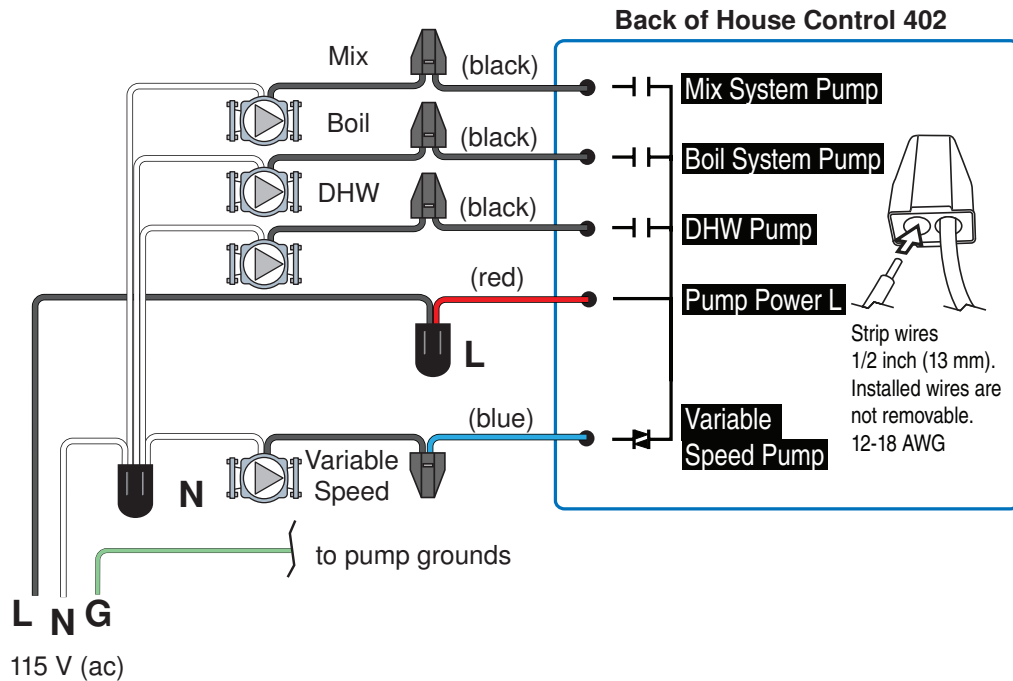 Back of House Control 402
Mix
(black)
Mix System Pump
Boil
(black)
Boil System Pump
DHW
(black)
DHW Pump
(red)
Pump Power L
L
Strip wires
1/2 inch (13 mm).
Installed wires are
not removable.
12-18 AWG
(blue)
Variable
Speed Pump
Variable
Speed
N
to pump grounds
L N G
115 V (ac)